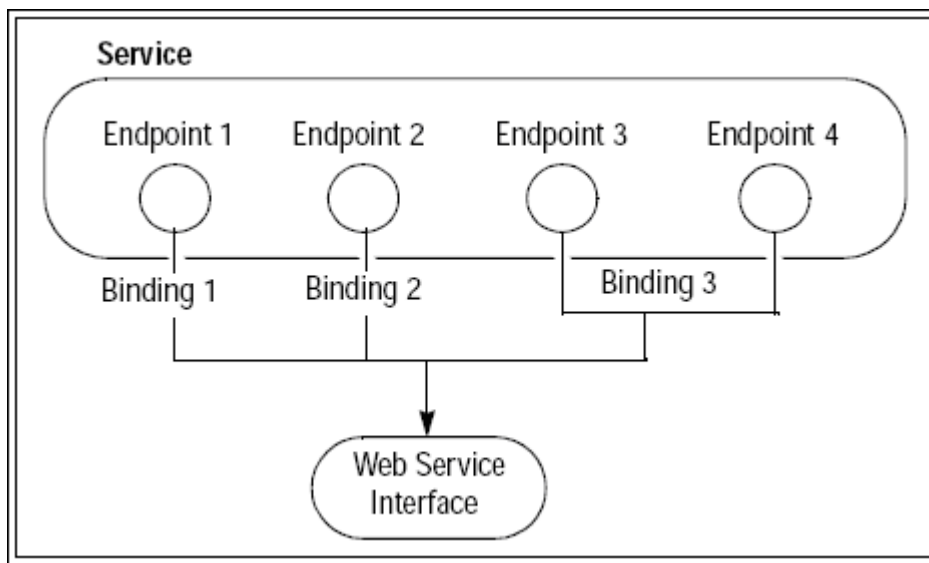 Service
Endpoint 1
Endpoint 2
Endpoint 3
Endpoint 4
Binding 1
Binding 2
Binding 3
Web Service
Interface